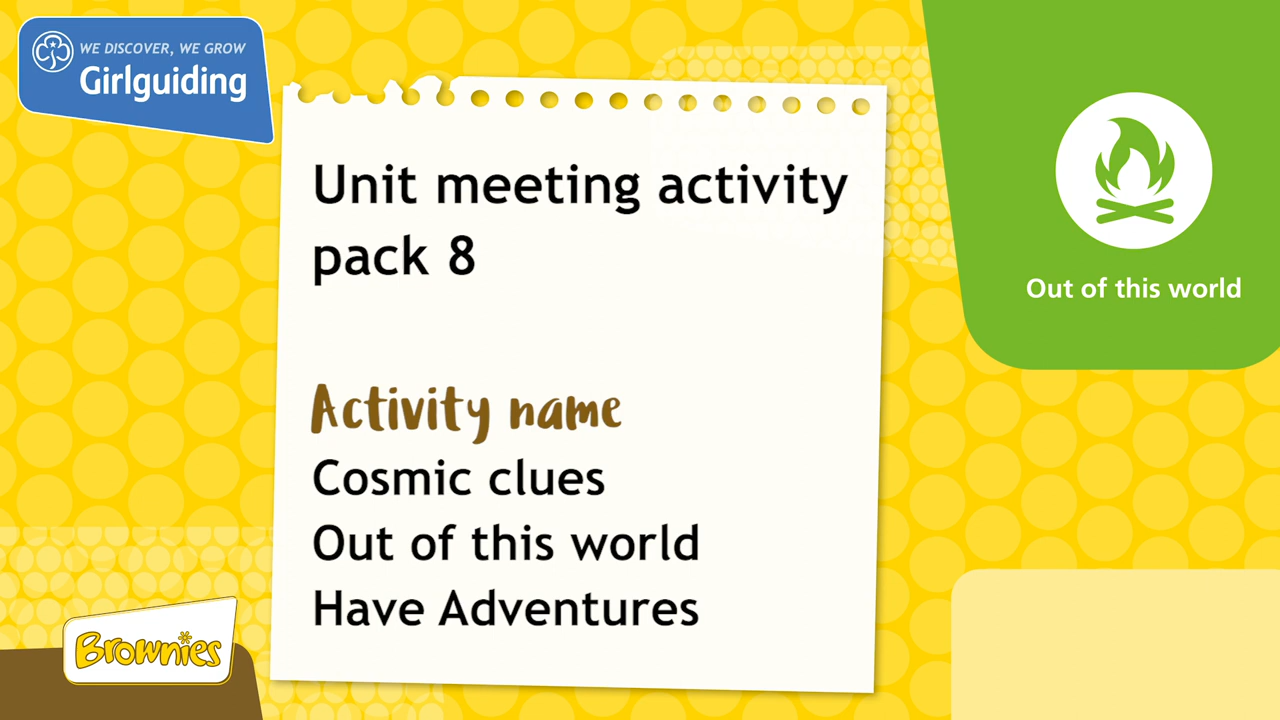 WE DISCOVER, WE GROW
Girlguiding
Unit meeting activity
pack 8
Out of this world
Activity name
Cosmic clues
Out of this world
Have Adventures
Brownies